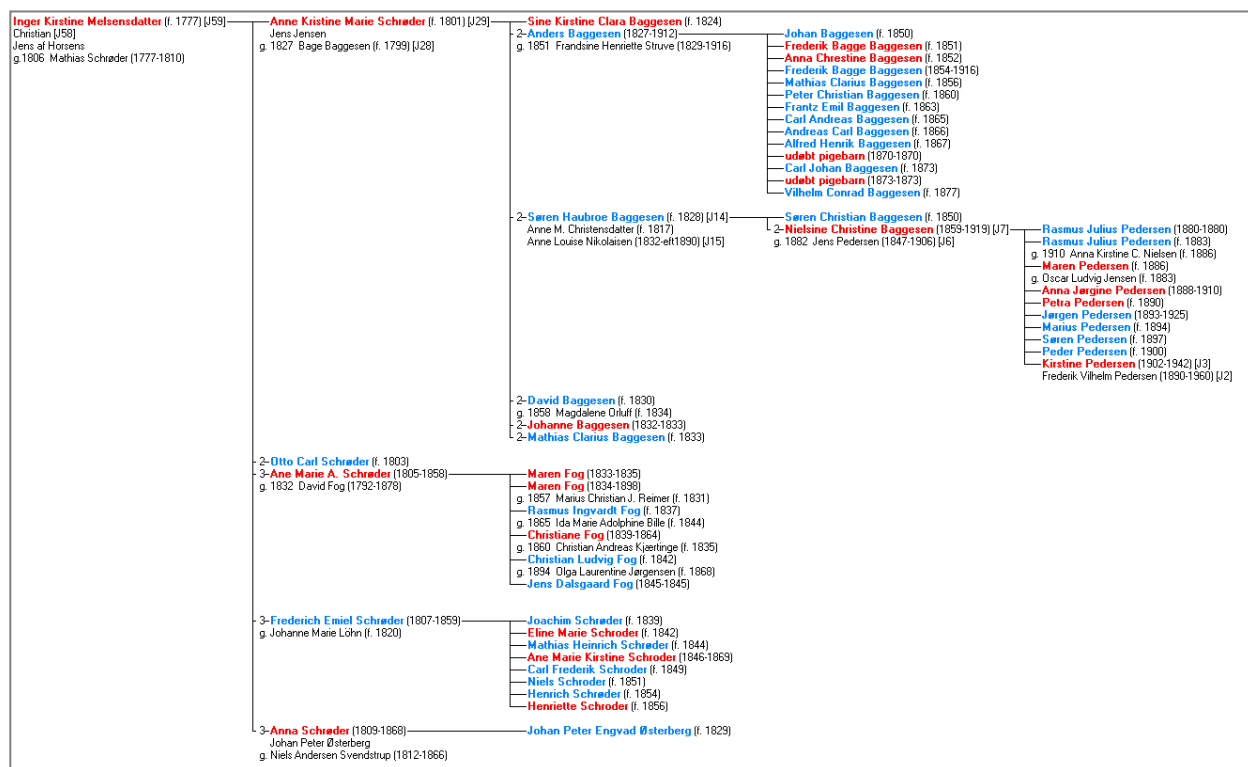 Inger Kirstine Melsensdatter (f. 1777) [J59]
Christian [J58]
Jens af Horsens
g.1806 Mathias Schrøder (1777-1810)
Anne Kristine Marie Schrøder (f. 1801) [J29]
Jens Jensen
g. 1827 Bage Baggesen (f. 1799) [J28]
Sine Kirstine Clara Baggesen (f. 1824)
2 Anders Baggesen (1827-1912)
g. 1851 Frandsine Henriette Struve (1829-1916)
Johan Baggesen (f. 1850)
Frederik Bagge Baggesen (f. 1851)
Anna Chrestine Baggesen (f. 1852)
Frederik Bagge Baggesen (1854-1916)
Mathias Clarius Baggesen (f. 1856)
Peter Christian Baggesen (f. 1860)
Frantz Emil Baggesen (f. 1863)
Carl Andreas Baggesen (f. 1865)
Andreas Carl Baggesen (f. 1866)
Alfred Henrik Baggesen (f. 1867)
udøbt pigebarn (1870-1870)
Carl Johan Baggesen (f. 1873)
udøbt pigebarn (1873-1873)
Vilhelm Conrad Baggesen (f. 1877)
2 Søren Haubroe Baggesen (f. 1828) [J14]
Anne M. Christensdatter (f. 1817)
Anne Louise Nikolaisen (1832-eft1890) [J15]
Søren Christian Baggesen (f. 1850)
2 Nielsine Christine Baggesen (1859-1919) [J7]
g. 1882 Jens Pedersen (1847-1906) [J6]
Rasmus Julius Pedersen (1880-1880)
Rasmus Julius Pedersen (f. 1883)
g. 1910 Anna Kirstine C. Nielsen (f. 1886)
Maren Pedersen (f. 1886)
g. Oscar Ludvig Jensen (f. 1883)
Anna Jørgine Pedersen (1888-1910)
Petra Pedersen (f. 1890)
Jørgen Pedersen (1893-1925)
Marius Pedersen (f. 1894)
Søren Pedersen (f. 1897)
Peder Pedersen (f. 1900)
Kirstine Pedersen (1902-1942) [J3]
Frederik Vilhelm Pedersen (1890-1960) [J2]
2 David Baggesen (f. 1830)
g. 1858 Magdalene Orluff (f. 1834)
2 Johanne Baggesen (1832-1833)
2 Mathias Clarius Baggesen (f. 1833)
2 Otto Carl Schrøder (f. 1803)
3 Ane Marie A. Schrøder (1805-1858)
g. 1832 David Fog (1792-1878)
Maren Fog (1833-1835)
Maren Fog (1834-1898)
g. 1857 Marius Christian J. Reimer (f. 1831)
Rasmus Ingvardt Fog (f. 1837)
g. 1865 Ida Marie Adolphine Bille (f. 1844)
Christiane Fog (1839-1864)
g. 1860 Christian Andreas Kjærtinge (f. 1835)
Christian Ludvig Fog (f. 1842)
g. 1894 Olga Laurentine Jørgensen (f. 1868)
Jens Dalsgaard Fog (1845-1845)
3 Frederich Emiel Schrøder (1807-1859)
g. Johanne Marie Löhn (f. 1820)
Joachim Schrøder (f. 1839)
Eline Marie Schroder (f. 1842)
Mathias Heinrich Schrøder (f. 1844)
Ane Marie Kirstine Schroder (1846-1869)
Carl Frederik Schroder (f. 1849)
Niels Schroder (f. 1851)
Henrich Schrøder (f. 1854)
Henriette Schroder (f. 1856)
3 Anna Schrøder (1809-1868)
Johan Peter Østerberg
g. Niels Andersen Svendstrup (1812-1866)
Johan Peter Engvad Østerberg (f. 1829)